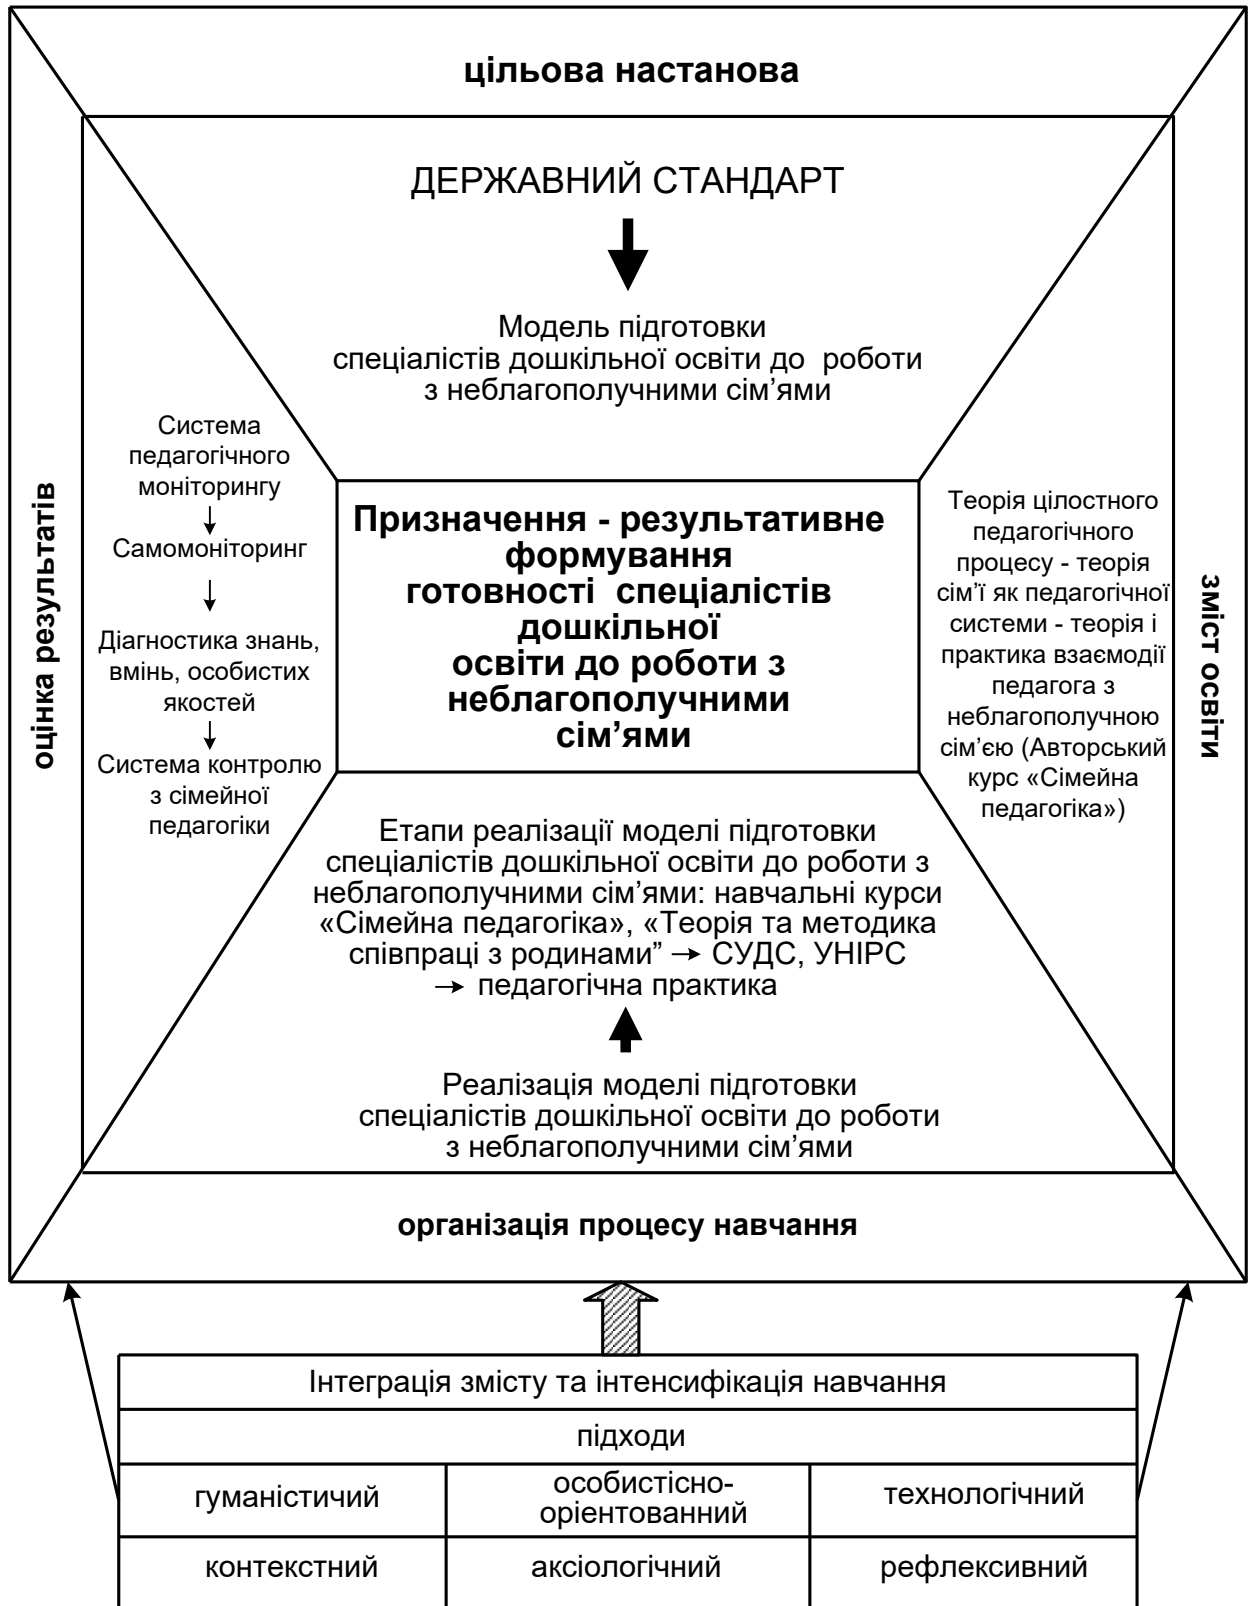 цільова настанова
ДЕРЖАВНИЙ СТАНДАРТ
Модель підготовки
спеціалістів дошкільної освіти до роботи
з неблагополучними сім’ями
оцінка результатів
Система
педагогічного
моніторингу
Самомоніторинг
Діагностика знань,
вмінь, особистих
якостей
Система контролю
з сімейної
педагогіки
Призначення - результативне
формування
готовності спеціалістів
дошкільної
освіти до роботи з
неблагополучними
сім’ями
Теорія цілостного
педагогічного
процесу - теорія
сім’ї як педагогічної
системи - теорія і
практика взаємодії
педагога з
неблагополучною
сім’єю (Авторський
курс «Сімейна
педагогіка»)
зміст освіти
Етапи реалізації моделі підготовки
спеціалістів дошкільної освіти до роботи з
неблагополучними сім’ями: навчальні курси
«Сімейна педагогіка», «Теорія та методика
співпраці з родинами” → СУДС, УНІРС
→ педагогічна практика
Реалізація моделі підготовки
спеціалістів дошкільної освіти до роботи
з неблагополучними сім’ями
організація процесу навчання
Інтеграція змісту та інтенсифікація навчання
підходи
гуманістичий
особистісно-
оріентованний
технологічний
контекстний
аксіологічний
рефлексивний